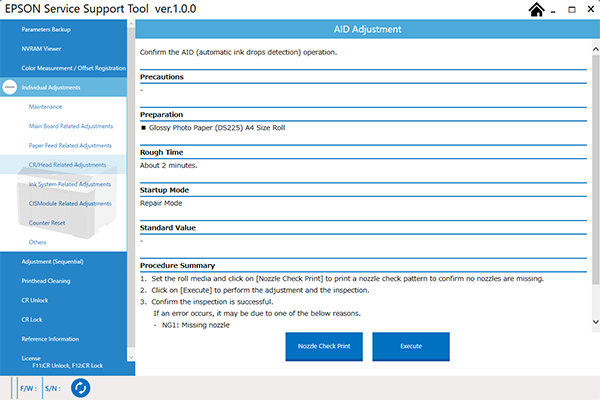 EPSON Service Support Tool ver.1.0.0
Parameters Backup
NVRAM Viewer
Color Measurement / Offset Registration
Individual Adjustments
Maintenance
Main Board Related Adjustments
Paper Feed Related Adjustments
CR/Head Related Adjustments
Ink System Related Adjustments
CISModule Related Adjustments
Counter Reset
Others
Adjustment (Sequential)
Printhead Cleaning
CR Unlock
CR Lock
Reference Information
License
F11:CR Unlock, F12:CR Lock
F/W :
S/N :
AID Adjustment
Confirm the AID (automatic ink drops detection) operation.
Precautions
-
Preparation
■ Glossy Photo Paper (DS225) A4 Size Roll
Rough Time
About 2 minutes.
Startup Mode
Repair Mode
Standard Value
-
Procedure Summary
1. Set the roll media and click on [Nozzle Check Print] to print a nozzle check pattern to confirm no nozzles are missing.
2. Click on [Execute] to perform the adjustment and the inspection.
3. Confirm the inspection is successful.
If an error occurs, it may be due to one of the below reasons.
- NG1: Missing nozzle
Nozzle Check Print
Execute